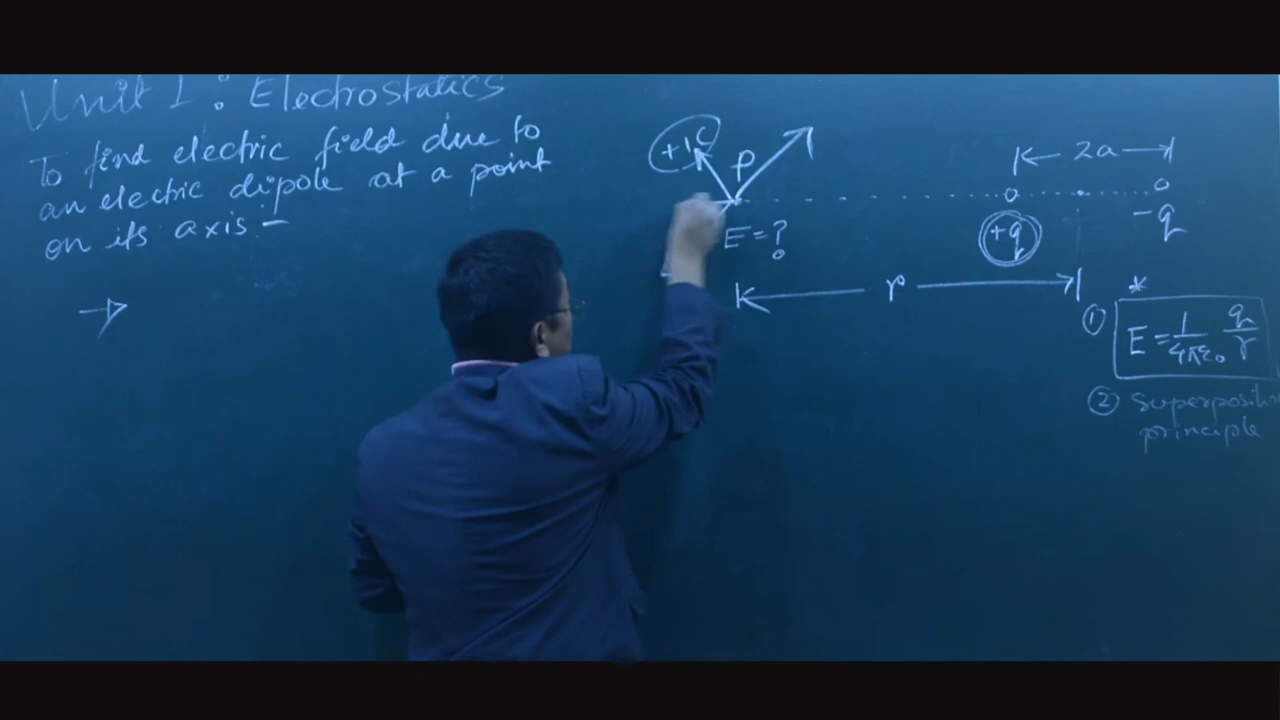 Unit 1 : Electrostatics
To find electric field due to
an electric dipole at a point
on its axis :-
+1C
P
2a
+q
-q
E=?
r
*
① E = 1/4πε₀ q/r
② Superposition
principle